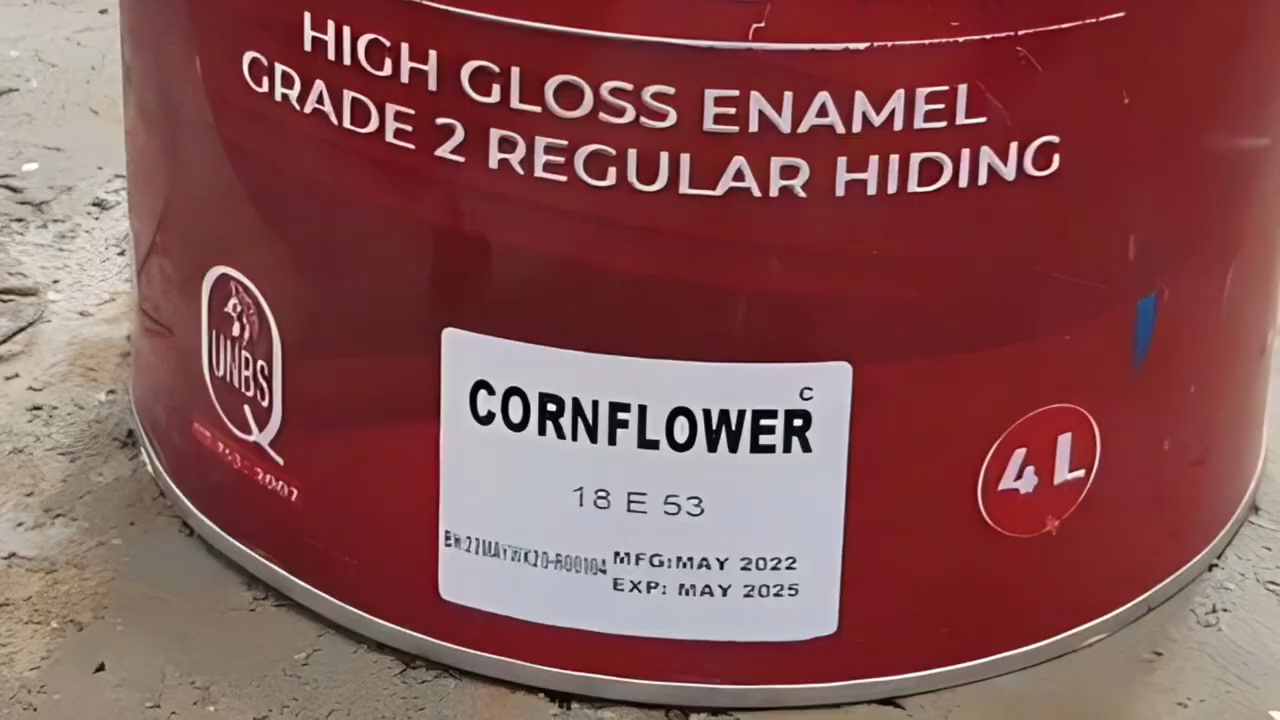 HIGH GLOSS ENAMEL
GRADE 2 REGULAR HIDING
UNBS
C
CORNFLOWER
18 E 53
MFG:MAY 2022
EXP: MAY 2025
4 L